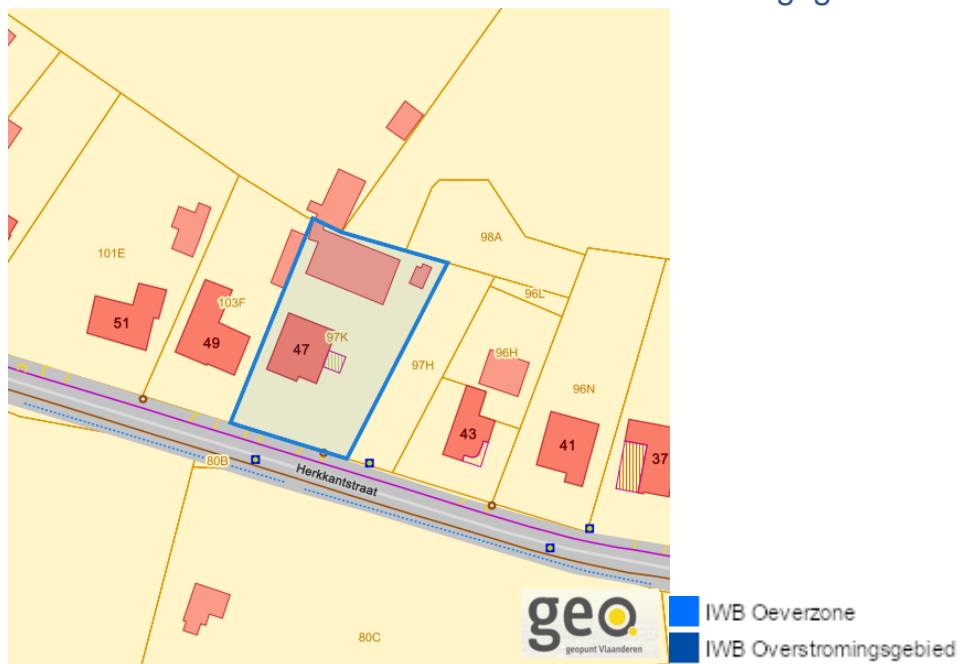 101E
51
103F
49
47
97K
98A
96L
97H
96H
96N
43
41
37
80B
Herkkantstraat
80C
geo.
geopunt Vlaanderen
IWB Oeverzone
IWB Overstromingsgebied